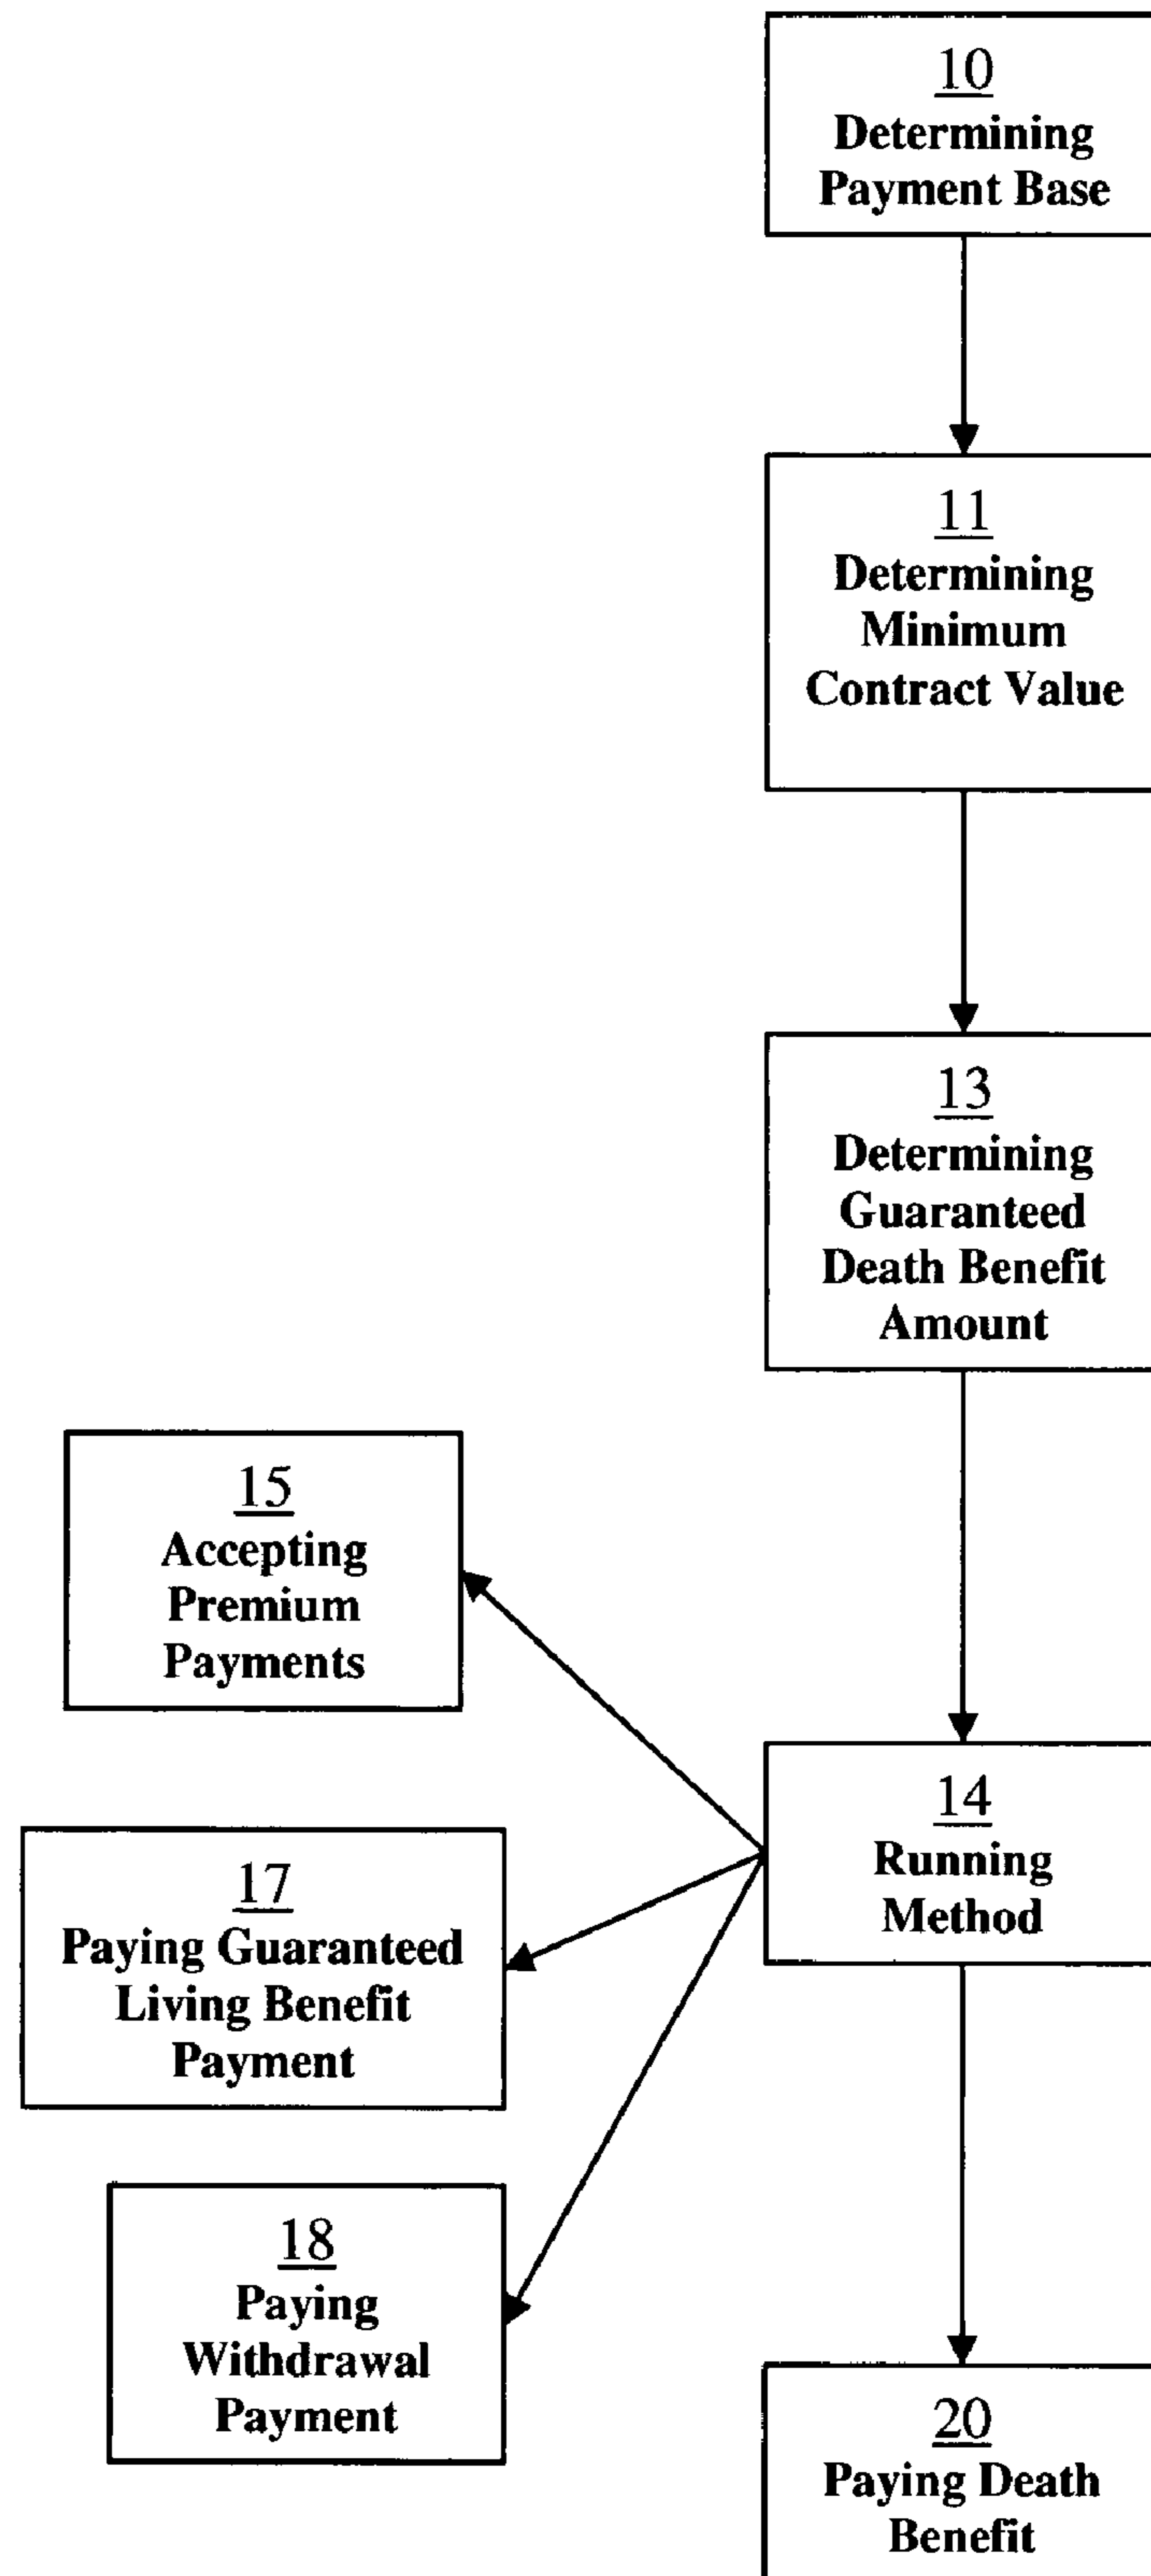 10
Determining
Payment Base
11
Determining
Minimum
Contract Value
13
Determining
Guaranteed
Death Benefit
Amount
15
Accepting
Premium
Payments
14
Running
Method
17
Paying Guaranteed
Living Benefit
Payment
18
Paying
Withdrawal
Payment
20
Paying Death
Benefit